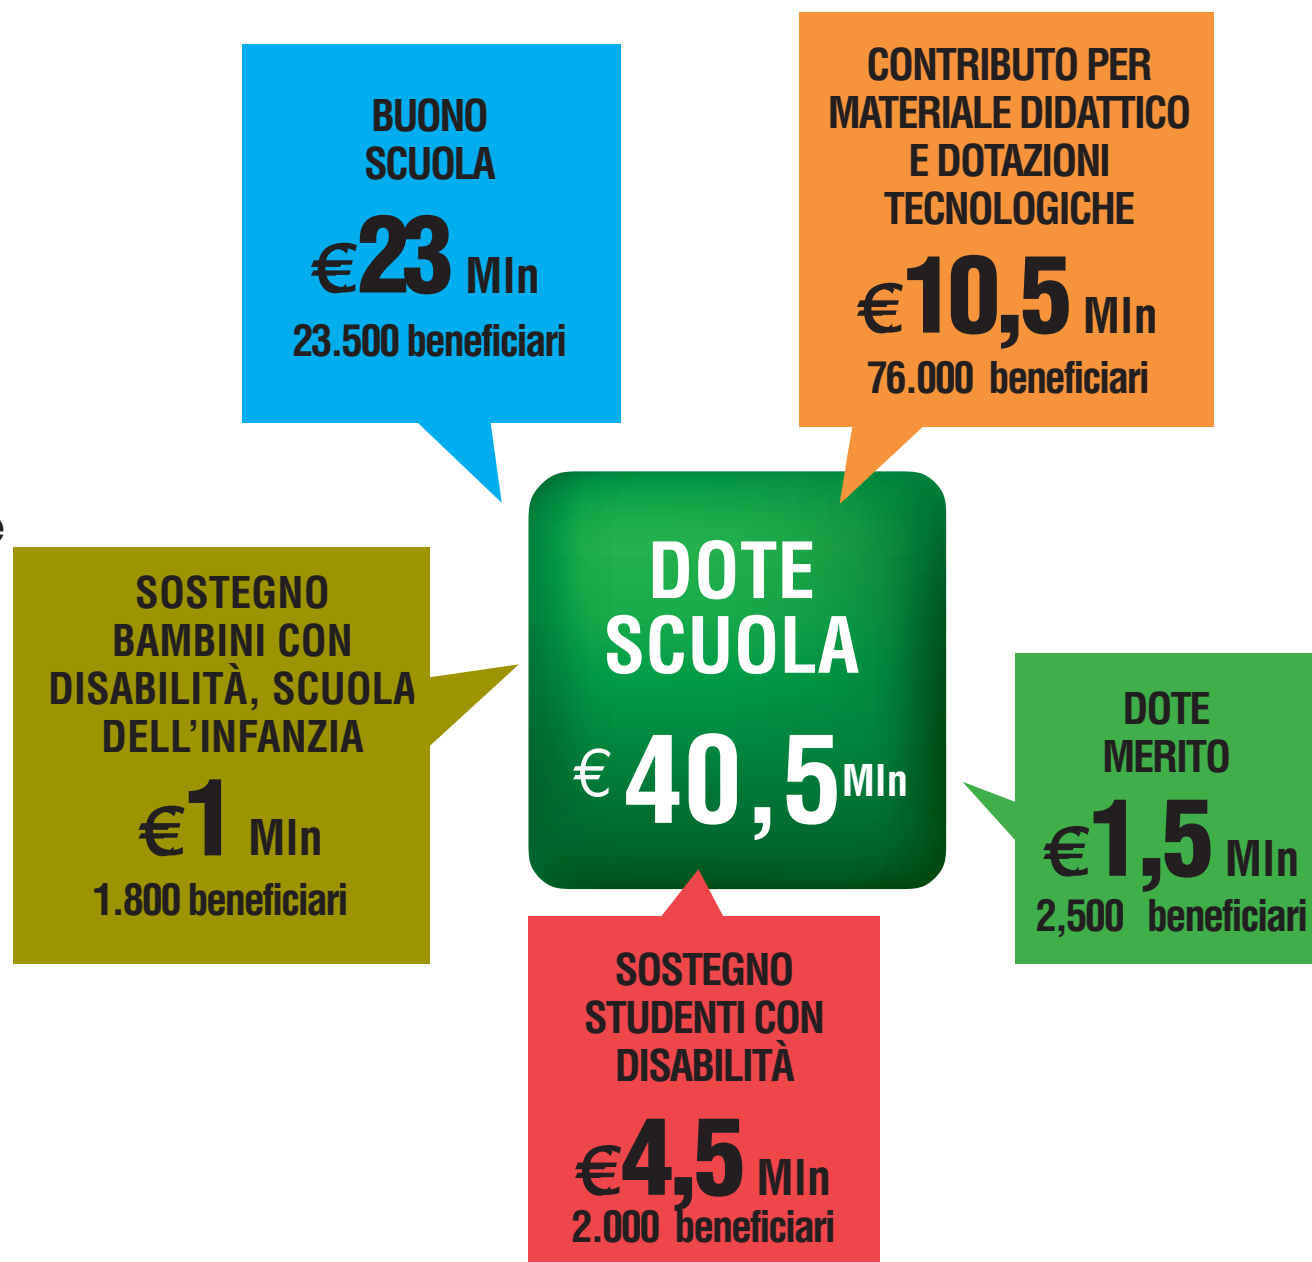 BUONO
SCUOLA
€23 Mln
23.500 beneficiari
CONTRIBUTO PER
MATERIALE DIDATTICO
E DOTAZIONI
TECNOLOGICHE
€10,5 Mln
76.000 beneficiari
e
SOSTEGNO
BAMBINI CON
DISABILITÀ, SCUOLA
DELL'INFANZIA
€1 Mln
1.800 beneficiari
DOTE
SCUOLA
€ 40,5 Mln
DOTE
MERITO
€1,5 Mln
2,500 beneficiari
SOSTEGNO
STUDENTI CON
DISABILITÀ
€4,5 Mln
2.000 beneficiari